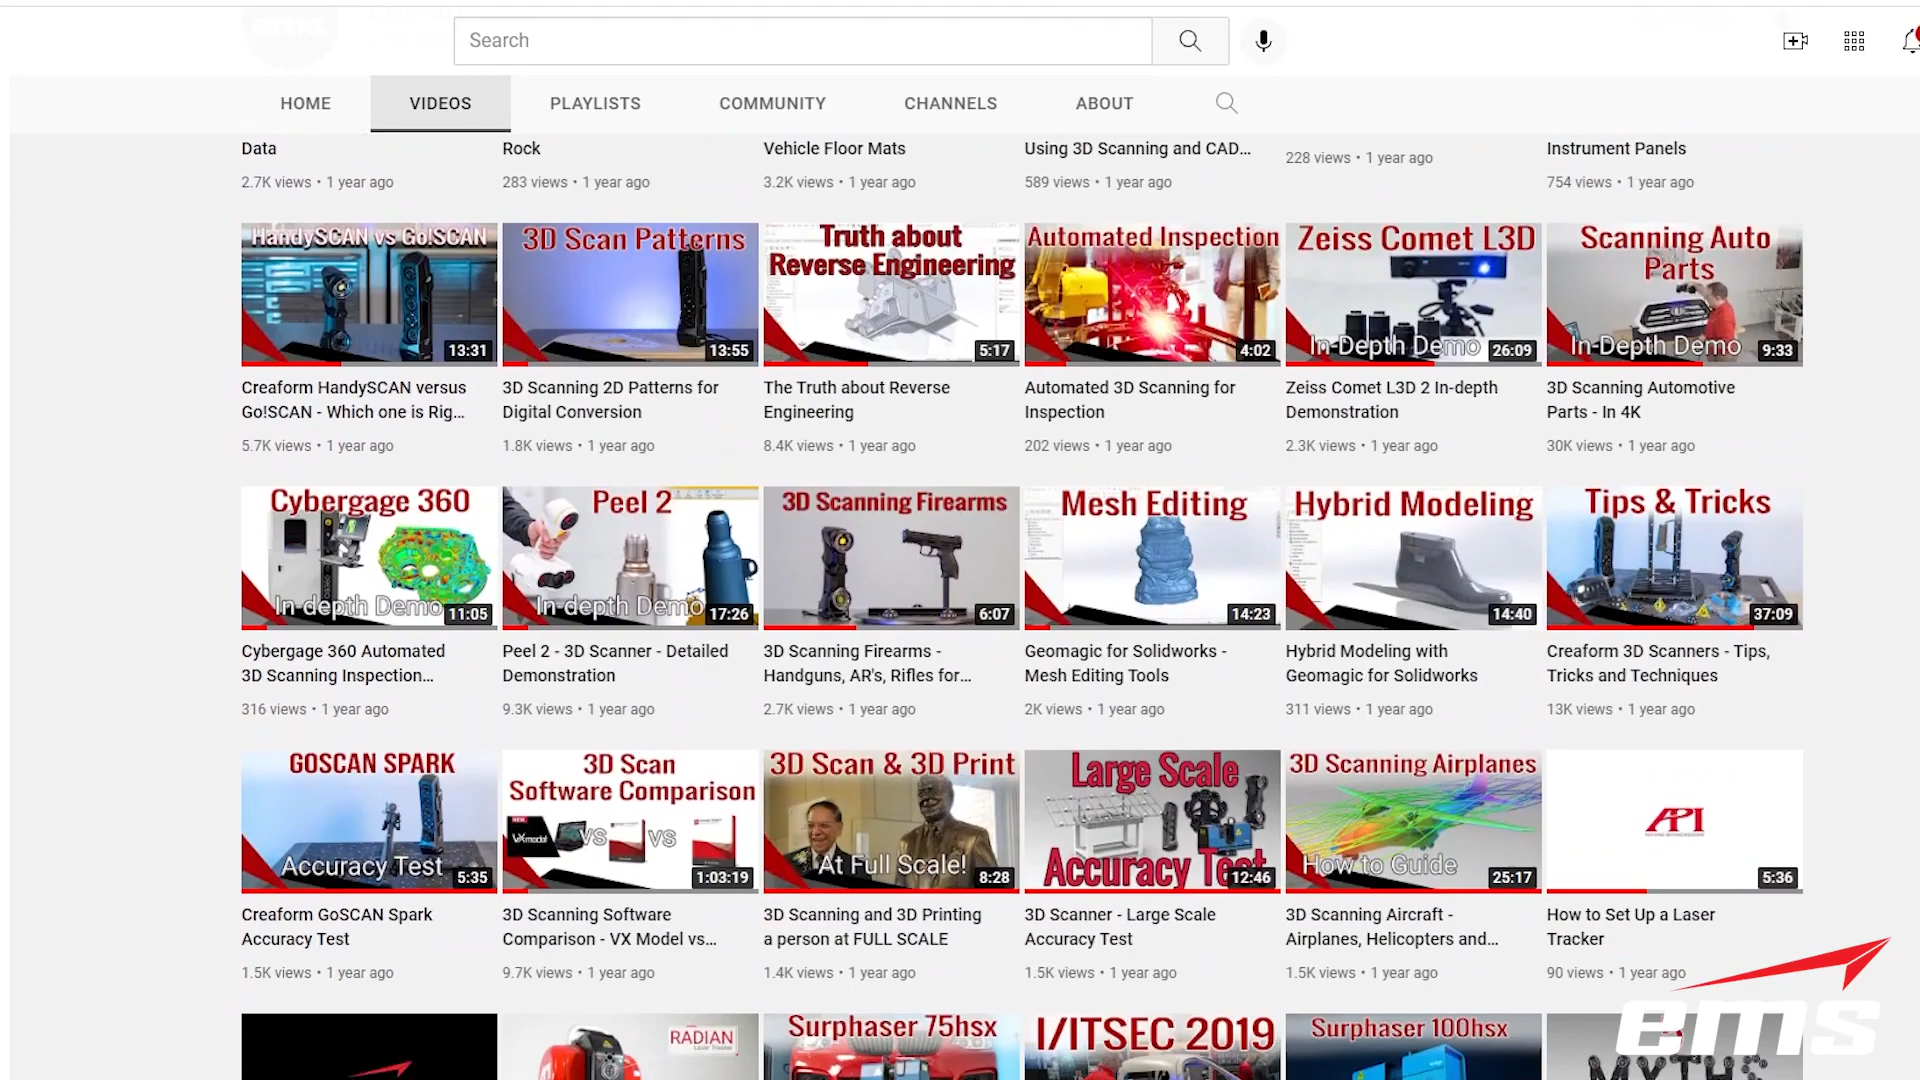 Search
HOME
VIDEOS
PLAYLISTS
COMMUNITY
CHANNELS
ABOUT
Data
2.7K views • 1 year ago
Rock
283 views • 1 year ago
Vehicle Floor Mats
3.2K views • 1 year ago
Using 3D Scanning and CAD...
589 views • 1 year ago
228 views • 1 year ago
Instrument Panels
754 views • 1 year ago
HandySCAN vs Go!SCAN
13:31
Creaform HandySCAN versus
Go!SCAN - Which one is Rig...
5.7K views • 1 year ago
3D Scan Patterns
13:55
3D Scanning 2D Patterns for
Digital Conversion
1.8K views • 1 year ago
Truth about
Reverse Engineering
5:17
The Truth about Reverse
Engineering
8.4K views • 1 year ago
Automated Inspection
4:02
Automated 3D Scanning for
Inspection
202 views • 1 year ago
Zeiss Comet L3D
In-Depth Demo
26:09
Zeiss Comet L3D 2 In-depth
Demonstration
2.3K views • 1 year ago
Scanning Auto
Parts
In-Depth Demo
9:33
3D Scanning Automotive
Parts - In 4K
30K views • 1 year ago
Cybergage 360
In depth Demo
11:05
Cybergage 360 Automated
3D Scanning Inspection...
316 views • 1 year ago
Peel 2
In depth Demo
17:26
Peel 2 - 3D Scanner - Detailed
Demonstration
9.3K views • 1 year ago
3D Scanning Firearms
6:07
3D Scanning Firearms -
Handguns, AR's, Rifles for...
2.7K views • 1 year ago
Mesh Editing
14:23
Geomagic for Solidworks -
Mesh Editing Tools
2K views • 1 year ago
Hybrid Modeling
14:40
Hybrid Modeling with
Geomagic for Solidworks
311 views • 1 year ago
Tips & Tricks
37:09
Creaform 3D Scanners - Tips,
Tricks and Techniques
13K views • 1 year ago
GOSCAN SPARK
Accuracy Test
5:35
Creaform GoSCAN Spark
Accuracy Test
1.5K views • 1 year ago
3D Scan
Software Comparison
NEW
VXmodel
VS
VS
1:03:19
3D Scanning Software
Comparison - VX Model vs...
9.7K views • 1 year ago
3D Scan & 3D Print
At Full Scale!
8:28
3D Scanning and 3D Printing
a person at FULL SCALE
1.4K views • 1 year ago
Large Scale
Accuracy Test
12:46
3D Scanner - Large Scale
Accuracy Test
1.5K views • 1 year ago
3D Scanning Airplanes
How to Guide
25:17
3D Scanning Aircraft -
Airplanes, Helicopters and...
1.5K views • 1 year ago
API
5:36
How to Set Up a Laser
Tracker
90 views • 1 year ago
RADIAN
Laser Tracker
Surphaser 75hsx
I/ITSEC 2019
Surphaser 100hsx
MYTH
ems